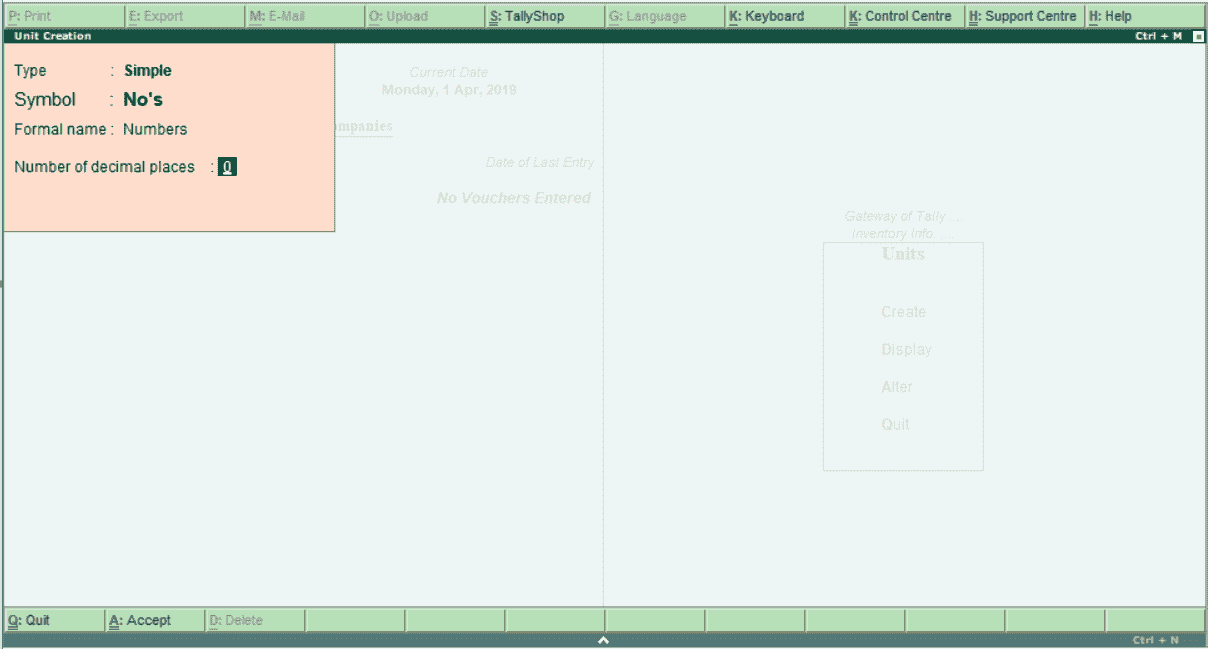 P: Print E: Export M: E-Mail O: Upload S: TallyShop G: Language K: Keyboard K: Control Centre H: Support Centre H: Help
Unit Creation Ctrl + M
Type : Simple
Symbol : No's
Formal name : Numbers
Number of decimal places : 0
Current Date
Monday, 1 Apr, 2019
ompanies
Date of Last Entry
No Vouchers Entered
Gateway of Tally ...
Inventory Info. ...
Units
Create
Display
Alter
Quit
Q: Quit A: Accept D: Delete
Ctrl + N